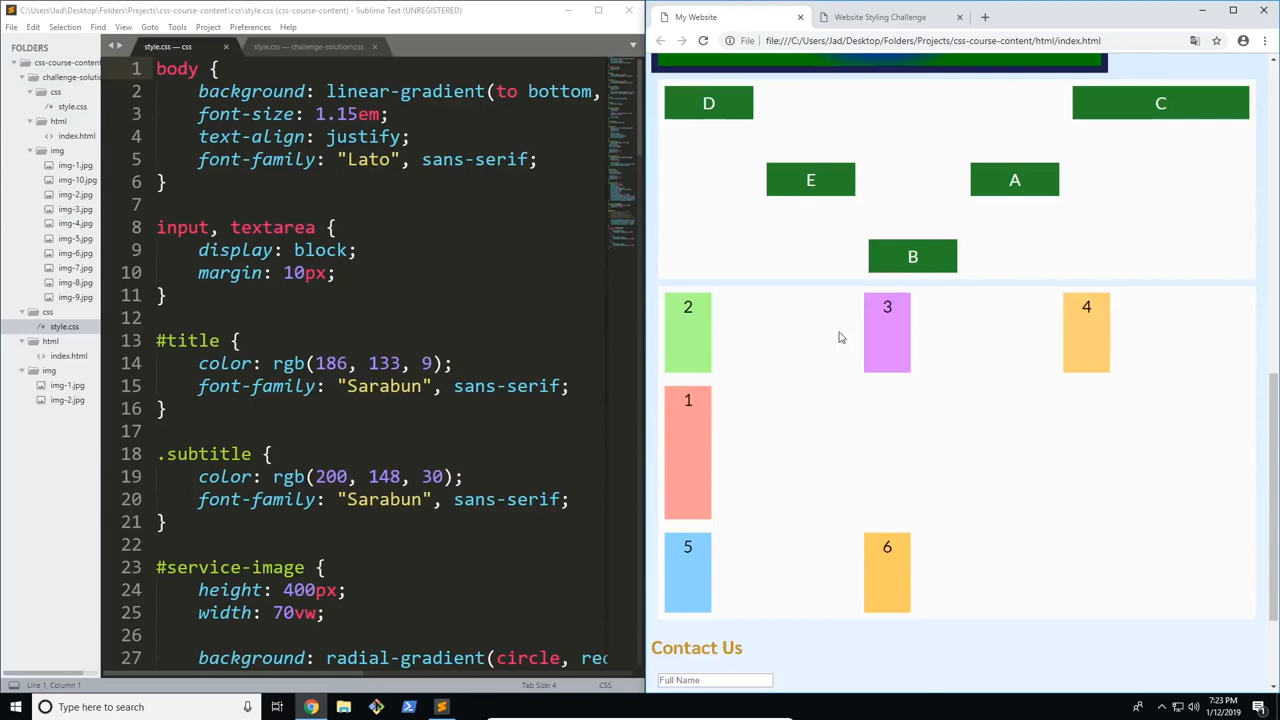 C:\Users\Jad\Desktop\Folders\Projects\css-course-content\css\style.css (css-course-content) - Sublime Text (UNREGISTERED)
File Edit Selection Find View Goto Tools Project Preferences Help
FOLDERS
css-course-content
challenge-solutio
css
style.css
html
index.html
img
img-1.jpg
img-10.jpg
img-2.jpg
img-3.jpg
img-4.jpg
img-5.jpg
img-6.jpg
img-7.jpg
img-8.jpg
img-9.jpg
css
style.css
html
index.html
img
img-1.jpg
img-2.jpg
style.css — css
style.css — challenge-solution\css
1 body {
2 background: linear-gradient(to bottom,
3 font-size: 1.15em;
4 text-align: justify;
5 font-family: "Lato", sans-serif;
6 }
7
8 input, textarea {
9 display: block;
10 margin: 10px;
11 }
12
13 #title {
14 color: rgb(186, 133, 9);
15 font-family: "Sarabun", sans-serif;
16 }
17
18 .subtitle {
19 color: rgb(200, 148, 30);
20 font-family: "Sarabun", sans-serif;
21 }
22
23 #service-image {
24 height: 400px;
25 width: 70vw;
26
27 background: radial-gradient(circle, red
Line 1, Column 1
Tab Size: 4
CSS
My Website
Website Styling Challenge
File file:///C:/Users/Jad/Desktop/Folders/Projects/css-course-content/html/index.html
D C
E A
B
2 3 4
1
5 6
Contact Us
Full Name
Type here to search
7:23 PM
1/12/2019